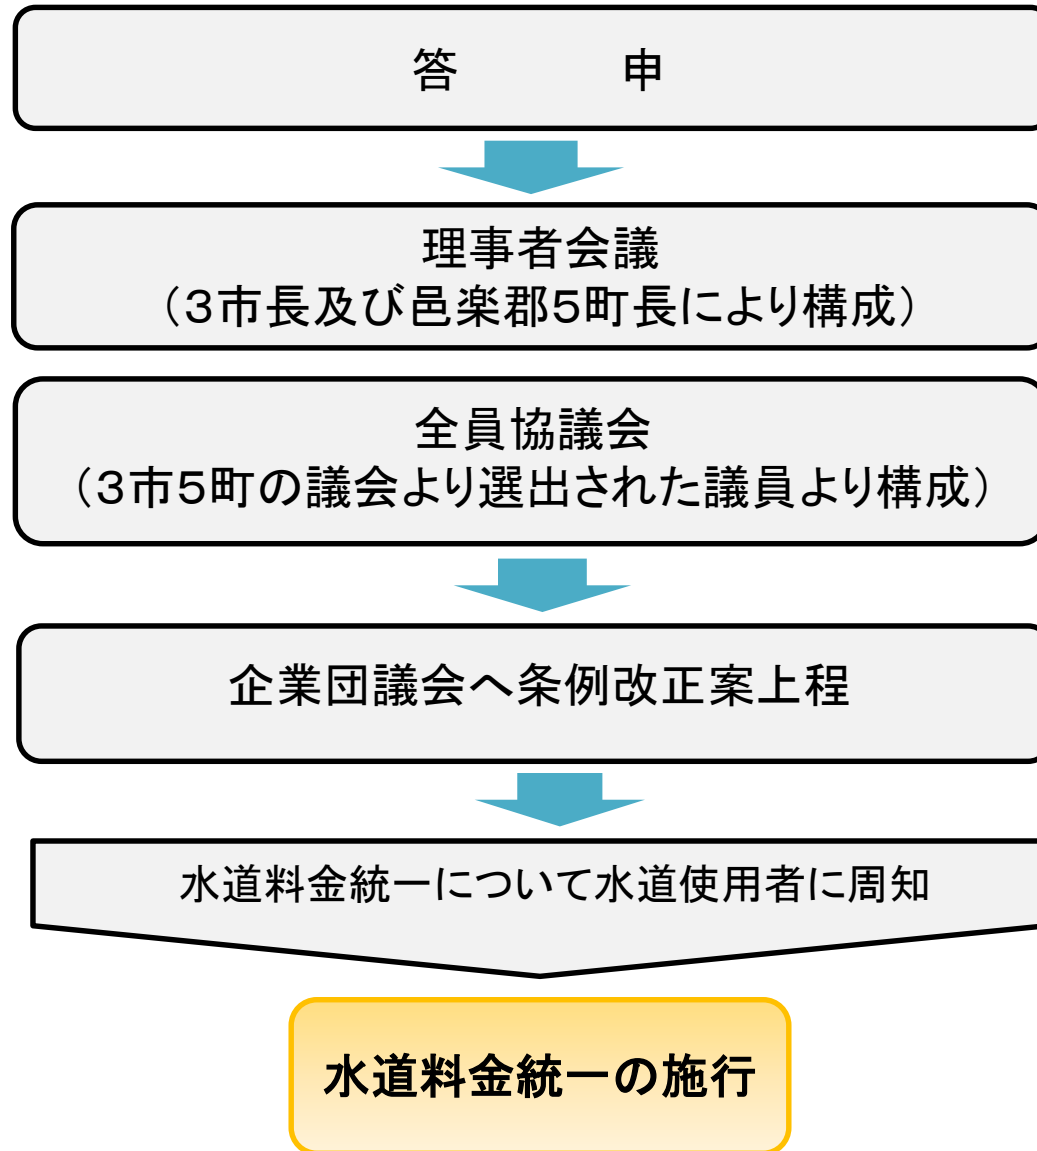 答　　　申
理事者会議
（３市長及び邑楽郡５町長により構成）
全員協議会
（３市５町の議会より選出された議員より構成）
企業団議会へ条例改正案上程
水道料金統一について水道使用者に周知
水道料金統一の施行